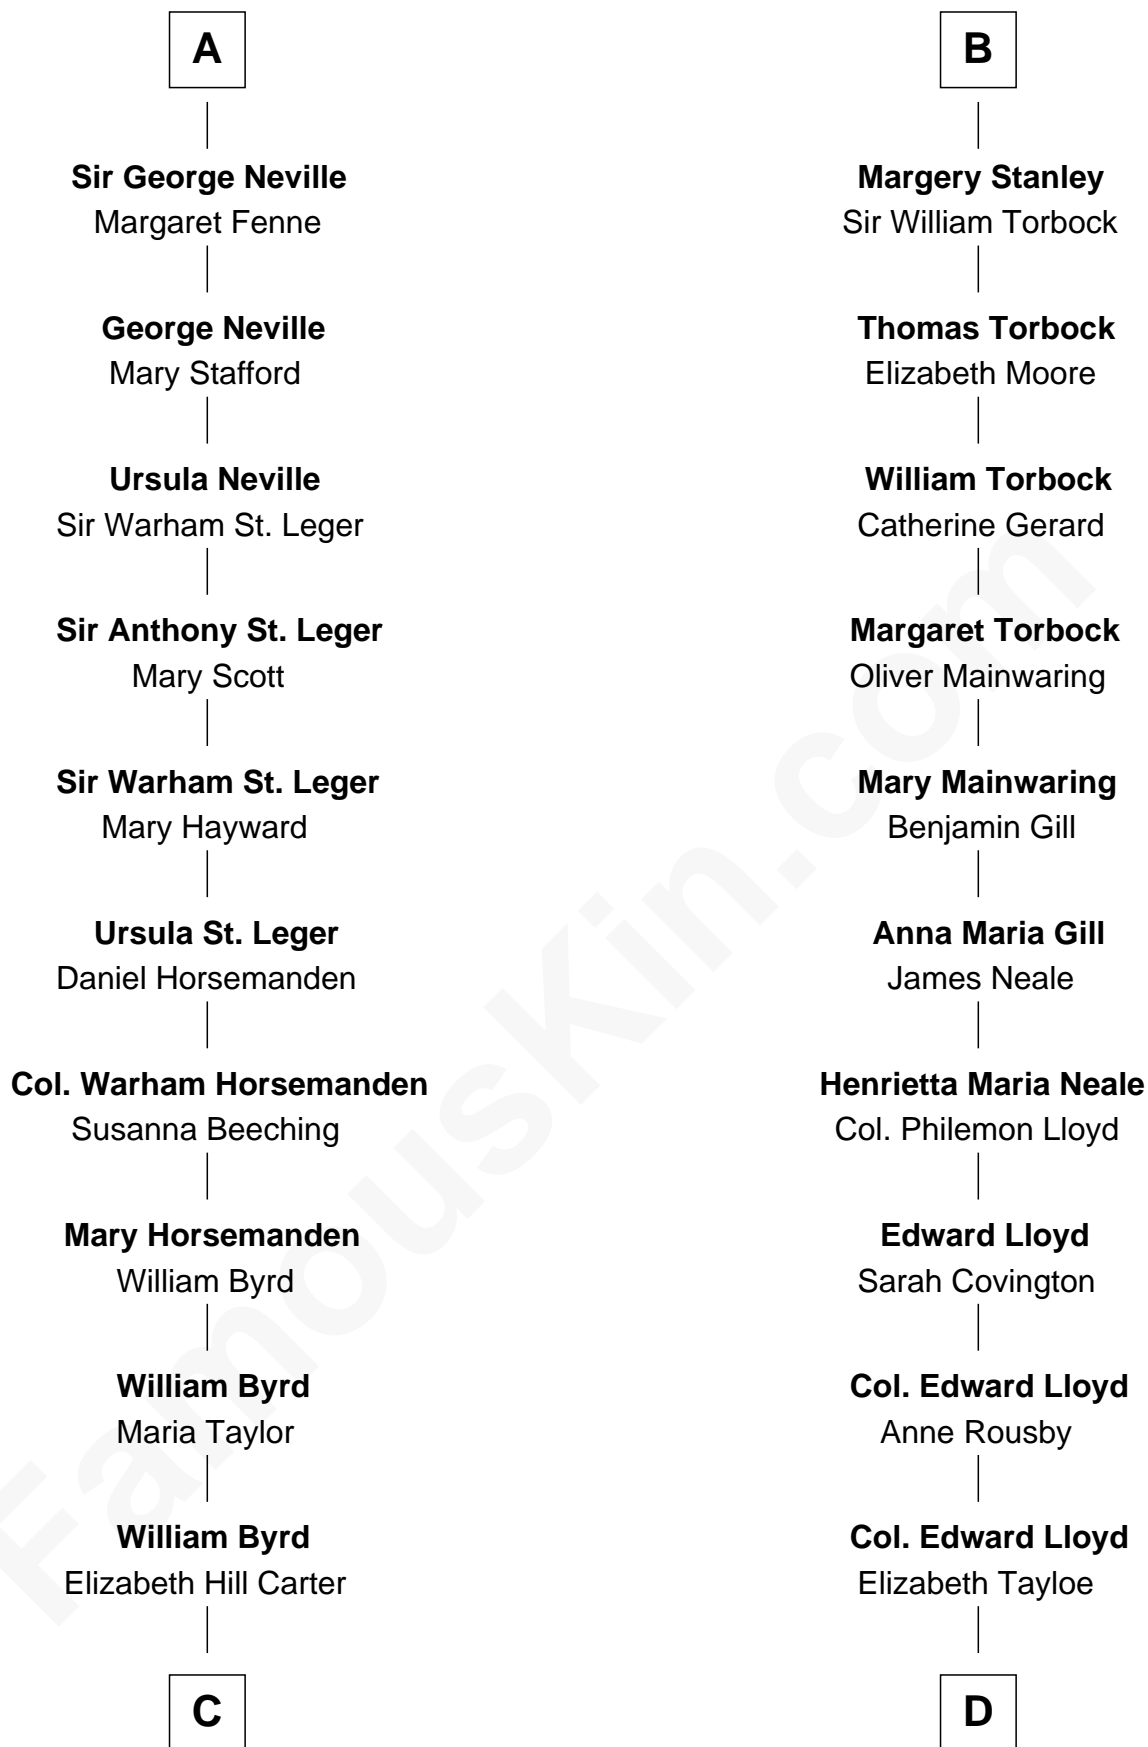 A
Sir George Neville
Margaret Fenne
George Neville
Mary Stafford
Ursula Neville
Sir Warham St. Leger
Sir Anthony St. Leger
Mary Scott
Sir Warham St. Leger
Mary Hayward
Ursula St. Leger
Daniel Horsemanden
Col. Warham Horsemanden
Susanna Beeching
Mary Horsemanden
William Byrd
William Byrd
Maria Taylor
William Byrd
Elizabeth Hill Carter
C
B
Margery Stanley
Sir William Torbock
Thomas Torbock
Elizabeth Moore
William Torbock
Catherine Gerard
Margaret Torbock
Oliver Mainwaring
Mary Mainwaring
Benjamin Gill
Anna Maria Gill
James Neale
Henrietta Maria Neale
Col. Philemon Lloyd
Edward Lloyd
Sarah Covington
Col. Edward Lloyd
Anne Rousby
Col. Edward Lloyd
Elizabeth Tayloe
D
FamousKin.com